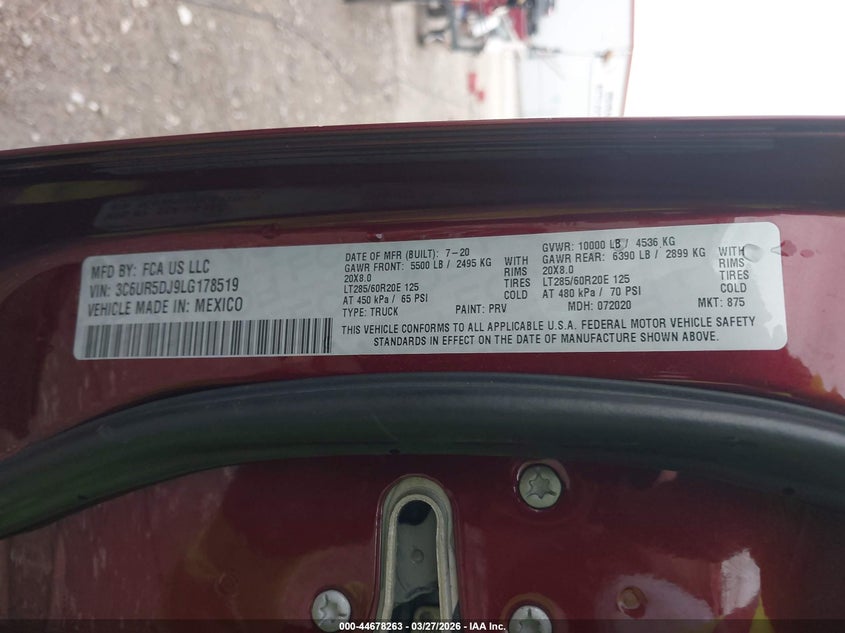 MFD BY: FCA US LLC
VIN: 3C6UR5DJ9LG178519
VEHICLE MADE IN: MEXICO
DATE OF MFR (BUILT): 7-20
GAWR FRONT: 5500 LB / 2495 KG WITH
20X8.0 RIMS
LT285/60R20E 125 TIRES
AT 450 kPa / 65 PSI COLD
TYPE: TRUCK PAINT: PRV
GVWR: 10000 LB / 4536 KG
GAWR REAR: 6390 LB / 2899 KG WITH
20X8.0 RIMS
LT285/60R20E 125 TIRES
AT 480 kPa / 70 PSI COLD
MDH: 072020 MKT: 875
THIS VEHICLE CONFORMS TO ALL APPLICABLE U.S.A. FEDERAL MOTOR VEHICLE SAFETY
STANDARDS IN EFFECT ON THE DATE OF MANUFACTURE SHOWN ABOVE.
000-44678263 - 03/27/2026 - IAA Inc.